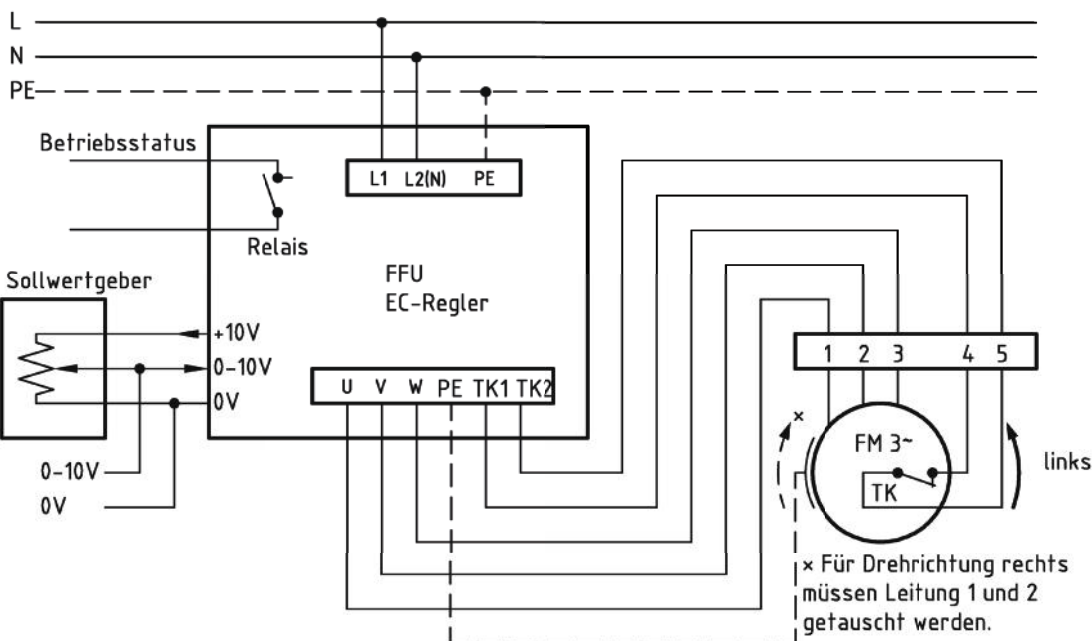 L
N
PE
Betriebsstatus
L1 L2(N) PE
Relais
Sollwertgeber
FFU
EC-Regler
+10V
0-10V
0V
U V W PE TK1 TK2
1 2 3 4 5
FM 3~
TK
×
links
0-10V
0V
× Für Drehrichtung rechts
müssen Leitung 1 und 2
getauscht werden.